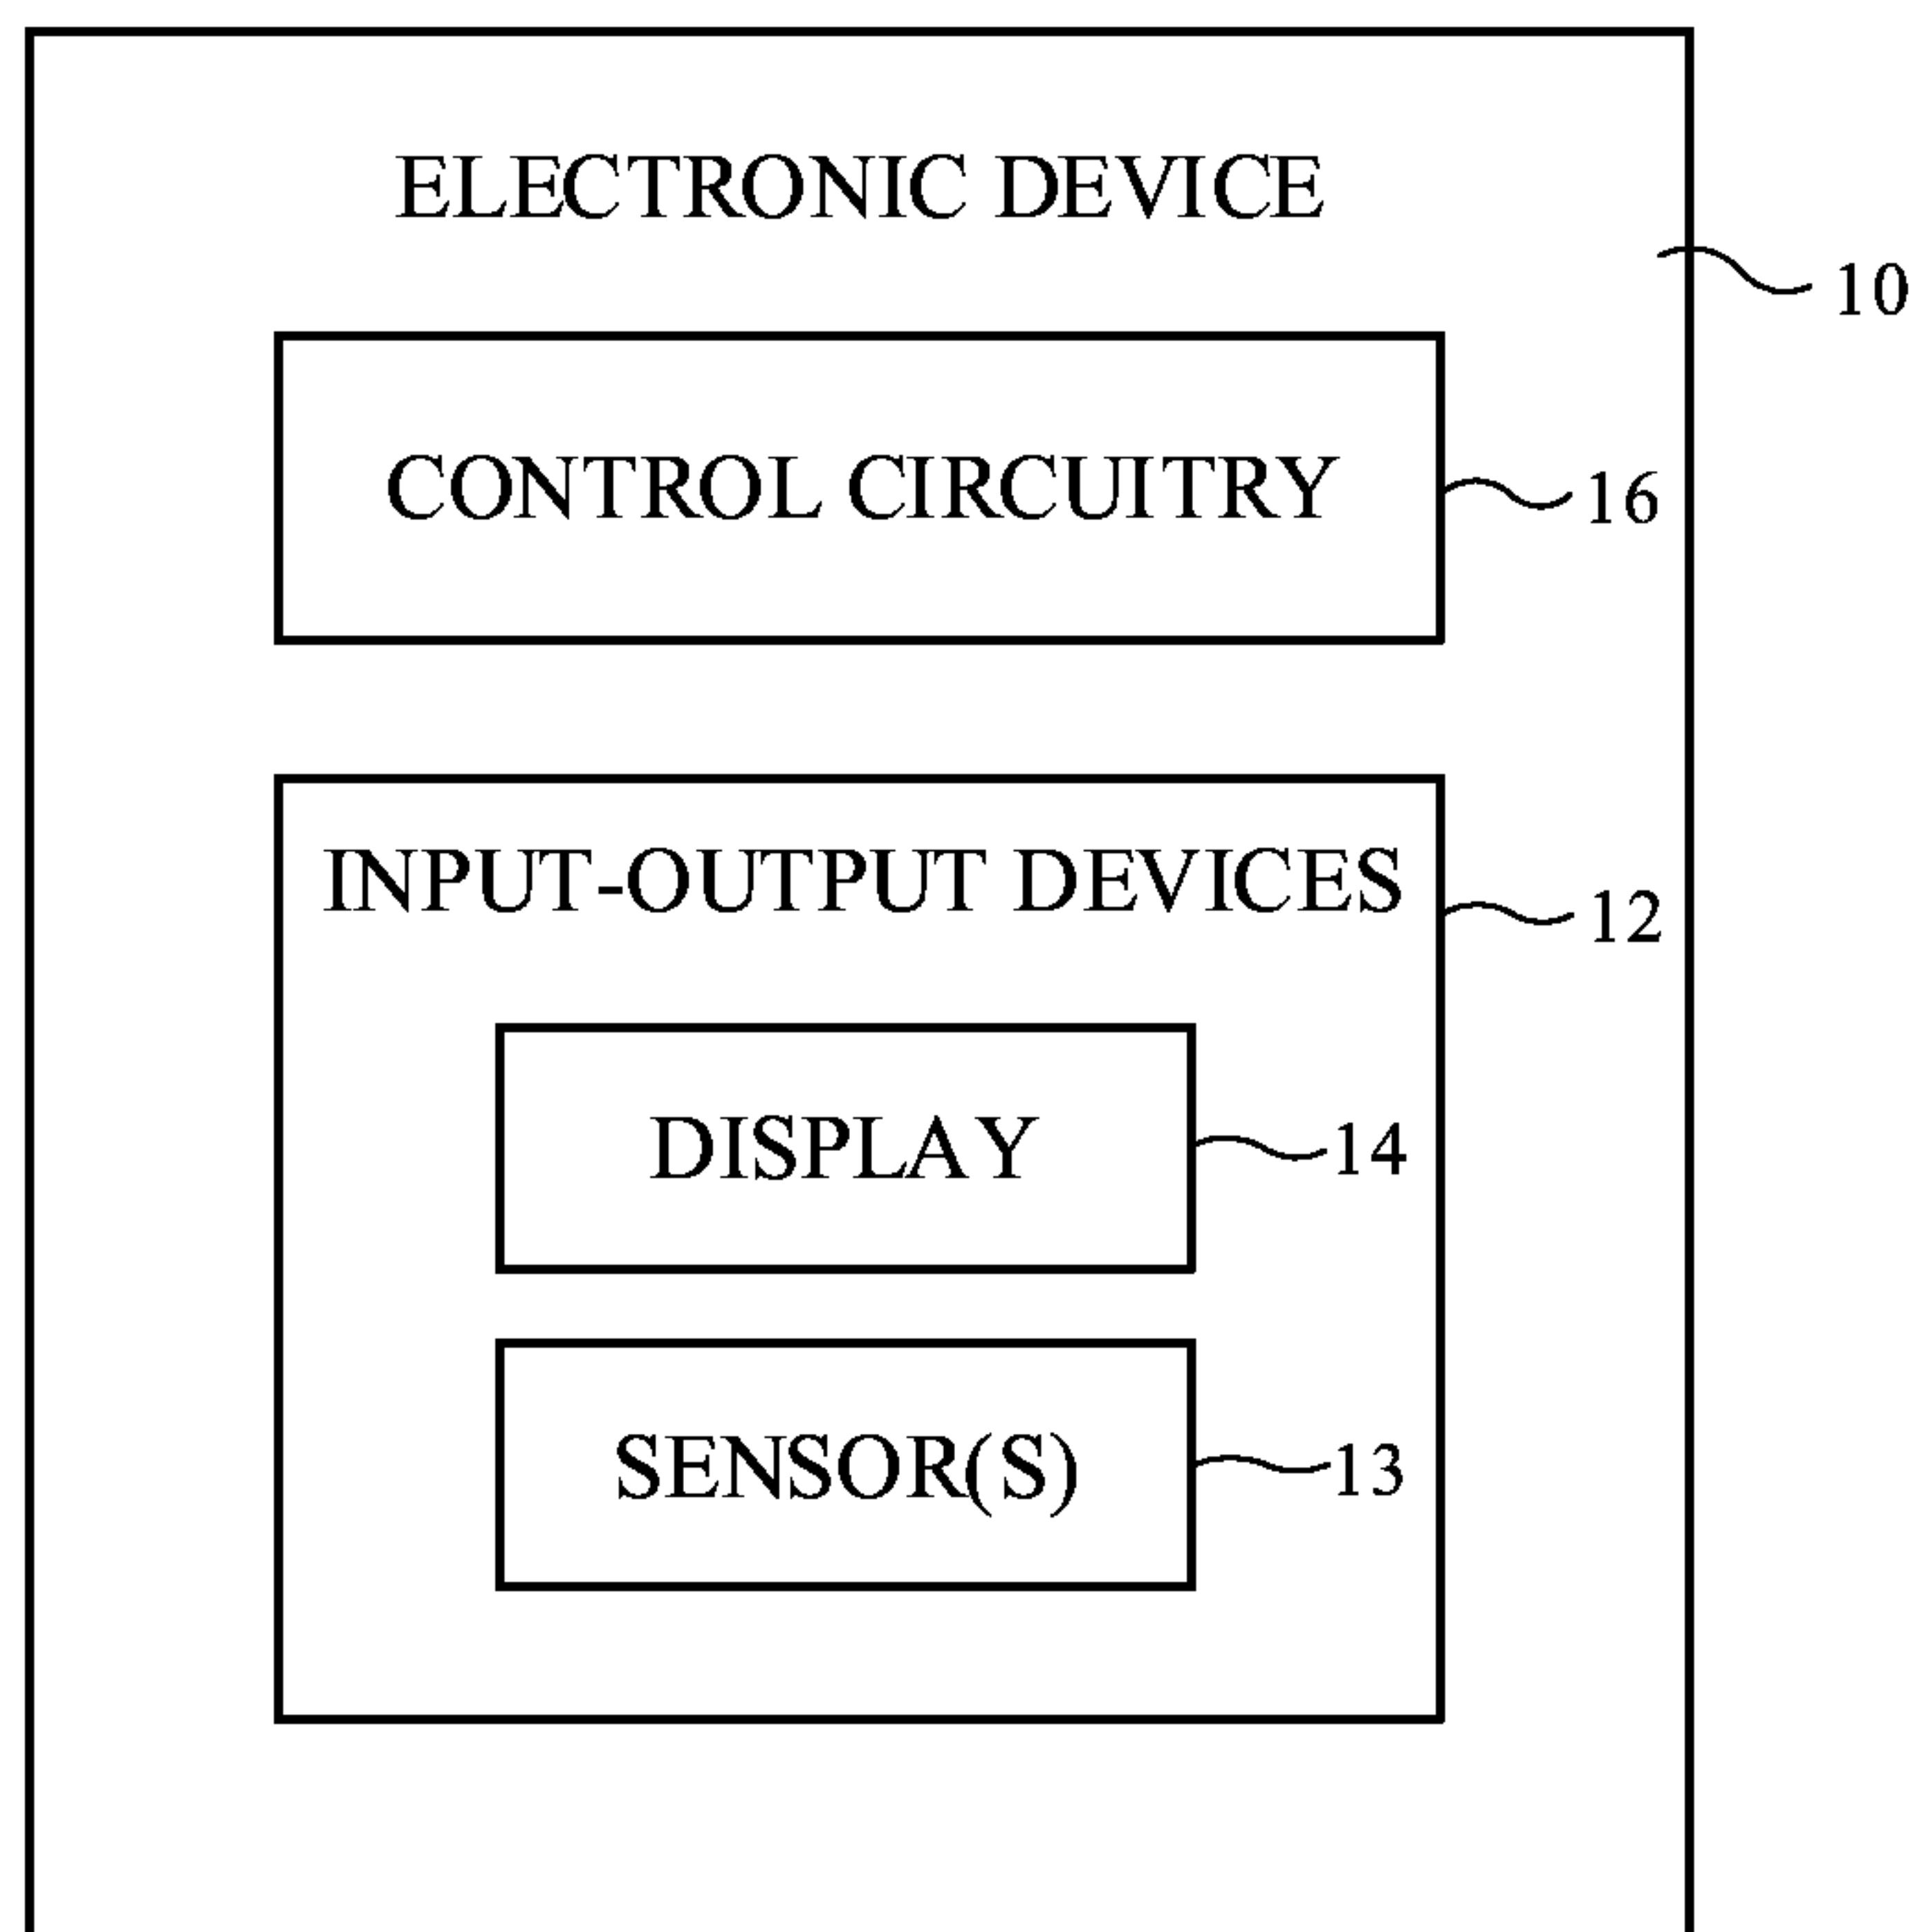 ELECTRONIC DEVICE
10
CONTROL CIRCUITRY
16
INPUT-OUTPUT DEVICES
12
DISPLAY
14
SENSOR(S)
13